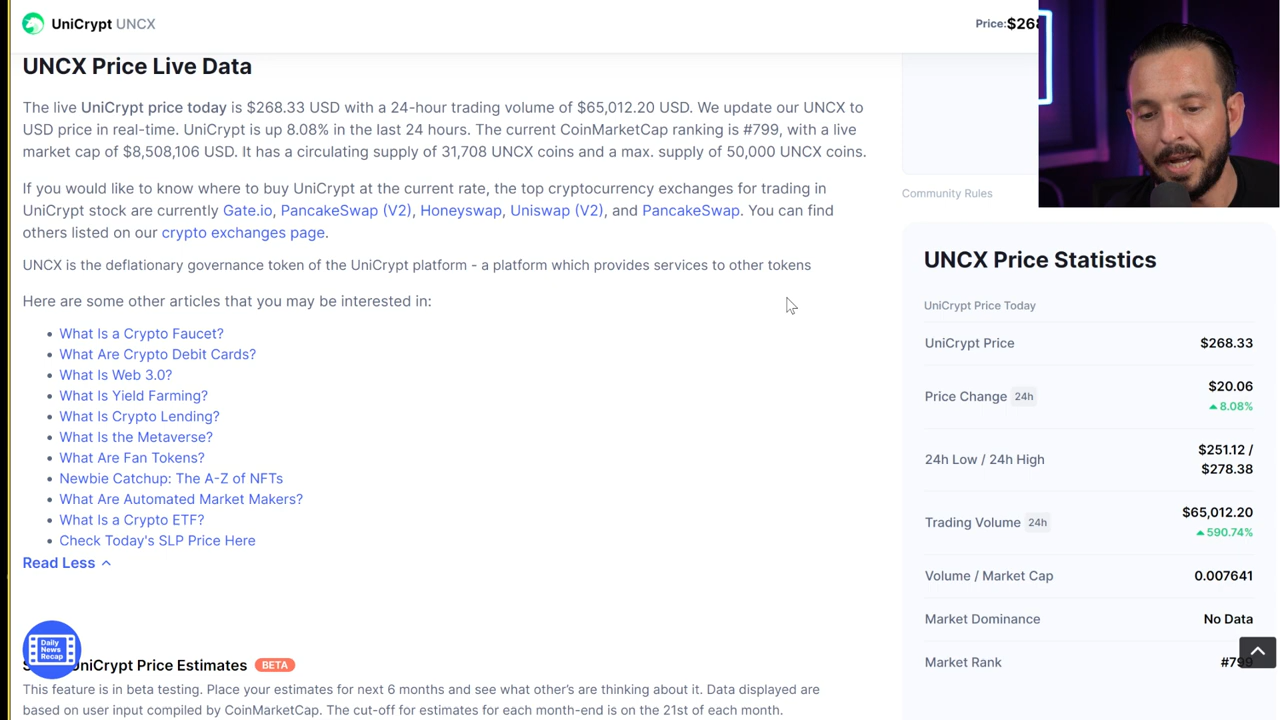 UniCrypt UNCX
Price:$268
UNCX Price Live Data
The live UniCrypt price today is $268.33 USD with a 24-hour trading volume of $65,012.20 USD. We update our UNCX to
USD price in real-time. UniCrypt is up 8.08% in the last 24 hours. The current CoinMarketCap ranking is #799, with a live
market cap of $8,508,106 USD. It has a circulating supply of 31,708 UNCX coins and a max. supply of 50,000 UNCX coins.
If you would like to know where to buy UniCrypt at the current rate, the top cryptocurrency exchanges for trading in
UniCrypt stock are currently Gate.io, PancakeSwap (V2), Honeyswap, Uniswap (V2), and PancakeSwap. You can find
others listed on our crypto exchanges page.
UNCX is the deflationary governance token of the UniCrypt platform - a platform which provides services to other tokens
Here are some other articles that you may be interested in:
What Is a Crypto Faucet?
What Are Crypto Debit Cards?
What Is Web 3.0?
What Is Yield Farming?
What Is Crypto Lending?
What Is the Metaverse?
What Are Fan Tokens?
Newbie Catchup: The A-Z of NFTs
What Are Automated Market Makers?
What Is a Crypto ETF?
Check Today's SLP Price Here
Read Less
Daily
News
Recap
UniCrypt Price Estimates BETA
This feature is in beta testing. Place your estimates for next 6 months and see what other's are thinking about it. Data displayed are
based on user input compiled by CoinMarketCap. The cut-off for estimates for each month-end is on the 21st of each month.
Community Rules
UNCX Price Statistics
UniCrypt Price Today
UniCrypt Price $268.33
Price Change 24h $20.06
8.08%
24h Low / 24h High $251.12 /
$278.38
Trading Volume 24h $65,012.20
590.74%
Volume / Market Cap 0.007641
Market Dominance No Data
Market Rank #799